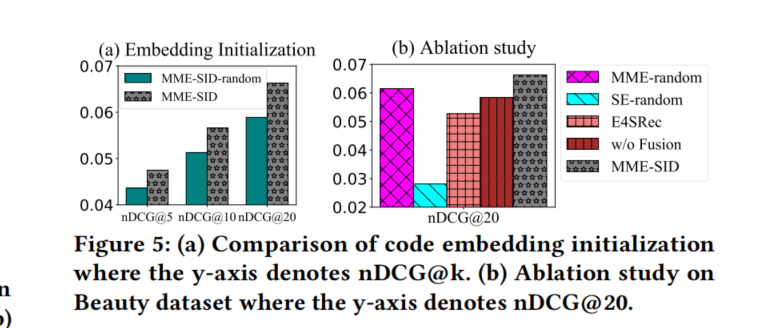 (a) Embedding Initialization
0.07
0.06
0.05
0.04
MME-SID-random
MME-SID
nDCG@5 nDCG@10 nDCG@20
(b) Ablation study
0.07
0.06
0.05
0.04
0.03
0.02
nDCG@20
MME-random
SE-random
E4SRec
w/o Fusion
MME-SID
Figure 5: (a) Comparison of code embedding initialization
where the y-axis denotes nDCG@k. (b) Ablation study on
Beauty dataset where the y-axis denotes nDCG@20.
n